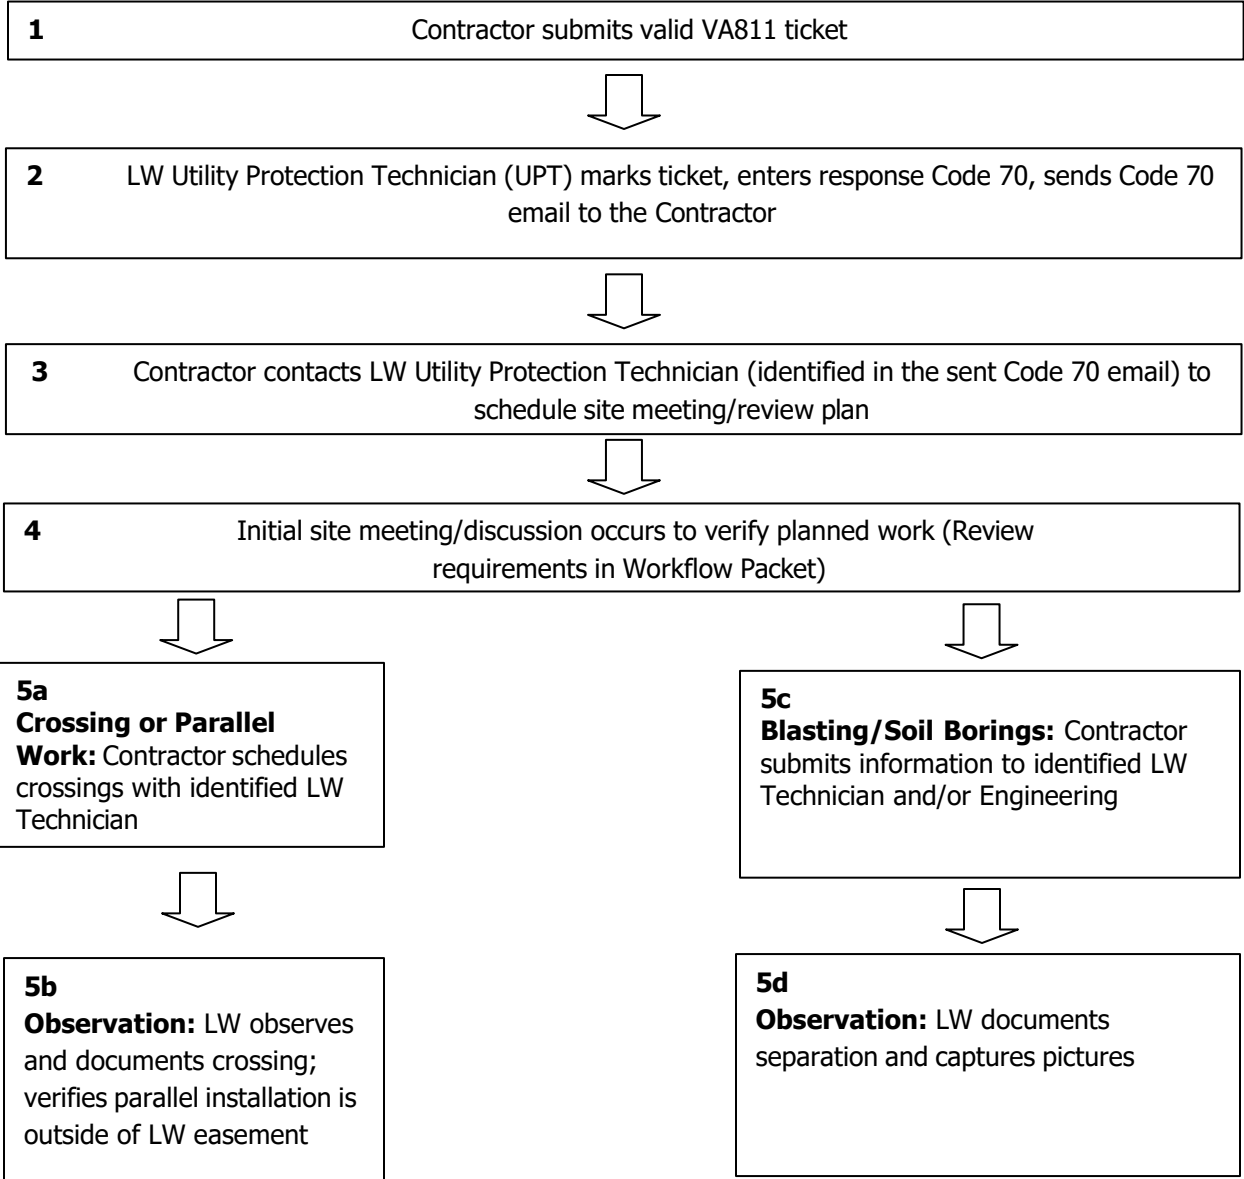 1 Contractor submits valid VA811 ticket
2 LW Utility Protection Technician (UPT) marks ticket, enters response Code 70, sends Code 70
email to the Contractor
3 Contractor contacts LW Utility Protection Technician (identified in the sent Code 70 email) to
schedule site meeting/review plan
4 Initial site meeting/discussion occurs to verify planned work (Review
requirements in Workflow Packet)
5a
Crossing or Parallel
Work: Contractor schedules
crossings with identified LW
Technician
5c
Blasting/Soil Borings: Contractor
submits information to identified LW
Technician and/or Engineering
5b
Observation: LW observes
and documents crossing;
verifies parallel installation is
outside of LW easement
5d
Observation: LW documents
separation and captures pictures